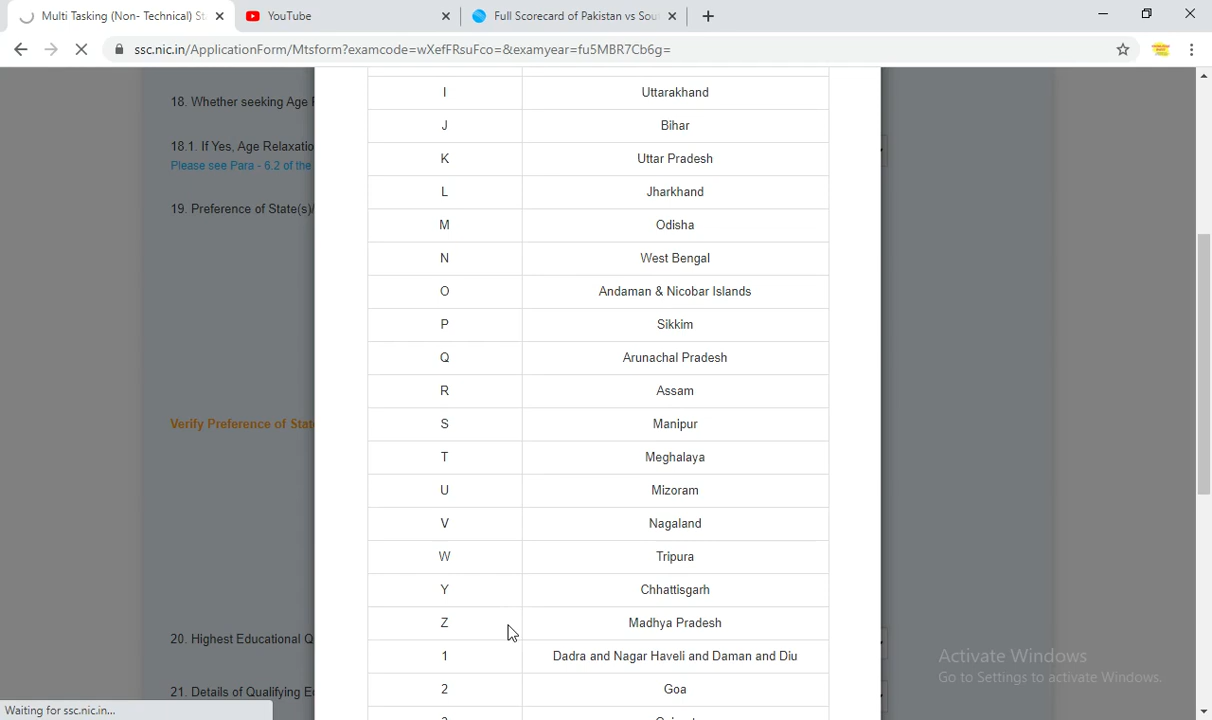 Multi Tasking (Non- Technical) St
YouTube
Full Scorecard of Pakistan vs Sou
ssc.nic.in/ApplicationForm/Mtsform?examcode=wXefFRsuFco=&examyear=fu5MBR7Cb6g=
18. Whether seeking Age
18.1. If Yes, Age Relaxatio
Please see Para - 6.2 of the
19. Preference of State(s)/
Verify Preference of Stat
20. Highest Educational Q
21. Details of Qualifying E
I Uttarakhand
J Bihar
K Uttar Pradesh
L Jharkhand
M Odisha
N West Bengal
O Andaman & Nicobar Islands
P Sikkim
Q Arunachal Pradesh
R Assam
S Manipur
T Meghalaya
U Mizoram
V Nagaland
W Tripura
Y Chhattisgarh
Z Madhya Pradesh
1 Dadra and Nagar Haveli and Daman and Diu
2 Goa
Activate Windows
Go to Settings to activate Windows.
Waiting for ssc.nic.in...